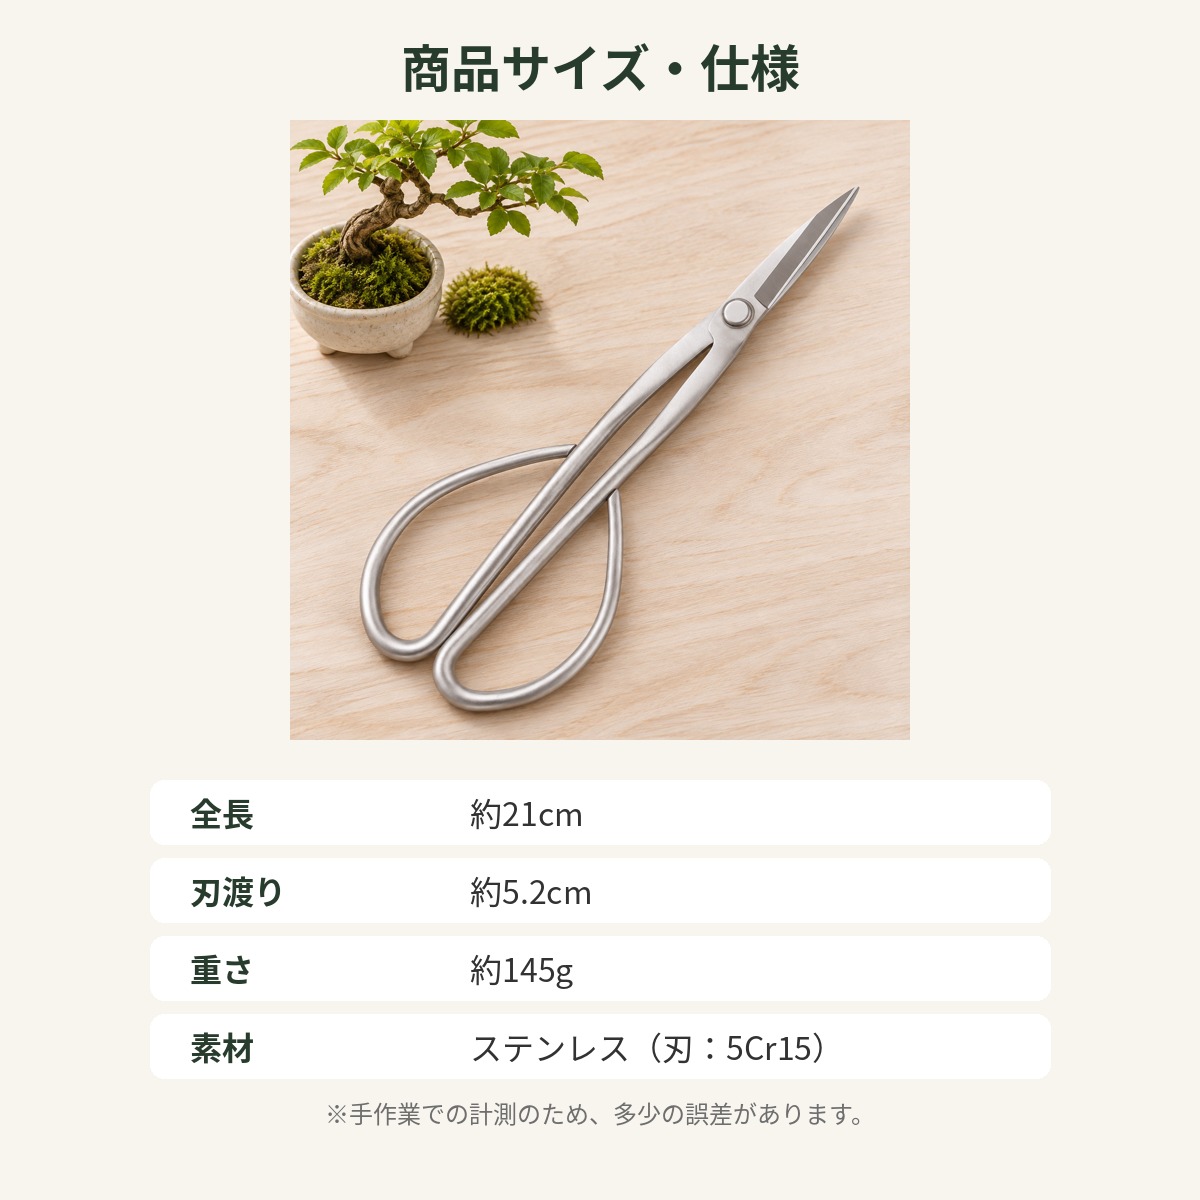 商品サイズ・仕様
全長 約21cm
刃渡り 約5.2cm
重さ 約145g
素材 ステンレス（刃：5Cr15）
※手作業での計測のため、多少の誤差があります。